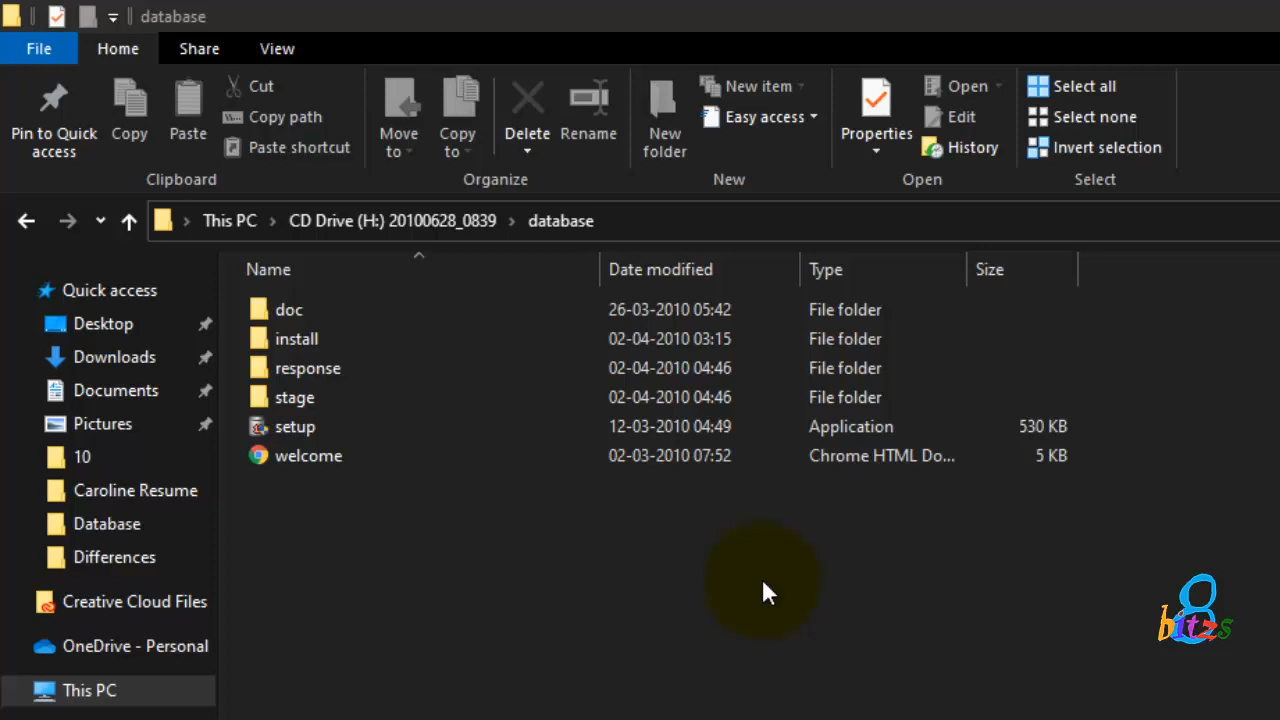 database
File Home Share View
Pin to Quick access
Copy
Paste
Cut
Copy path
Paste shortcut
Clipboard
Move to
Copy to
Delete
Rename
Organize
New folder
New item
Easy access
New
Properties
Open
Edit
History
Open
Select all
Select none
Invert selection
Select
This PC > CD Drive (H:) 20100628_0839 > database
Quick access
Desktop
Downloads
Documents
Pictures
10
Caroline Resume
Database
Differences
Creative Cloud Files
OneDrive - Personal
This PC
Name Date modified Type Size
doc 26-03-2010 05:42 File folder
install 02-04-2010 03:15 File folder
response 02-04-2010 04:46 File folder
stage 02-04-2010 04:46 File folder
setup 12-03-2010 04:49 Application 530 KB
welcome 02-03-2010 07:52 Chrome HTML Do... 5 KB
8
bitzs